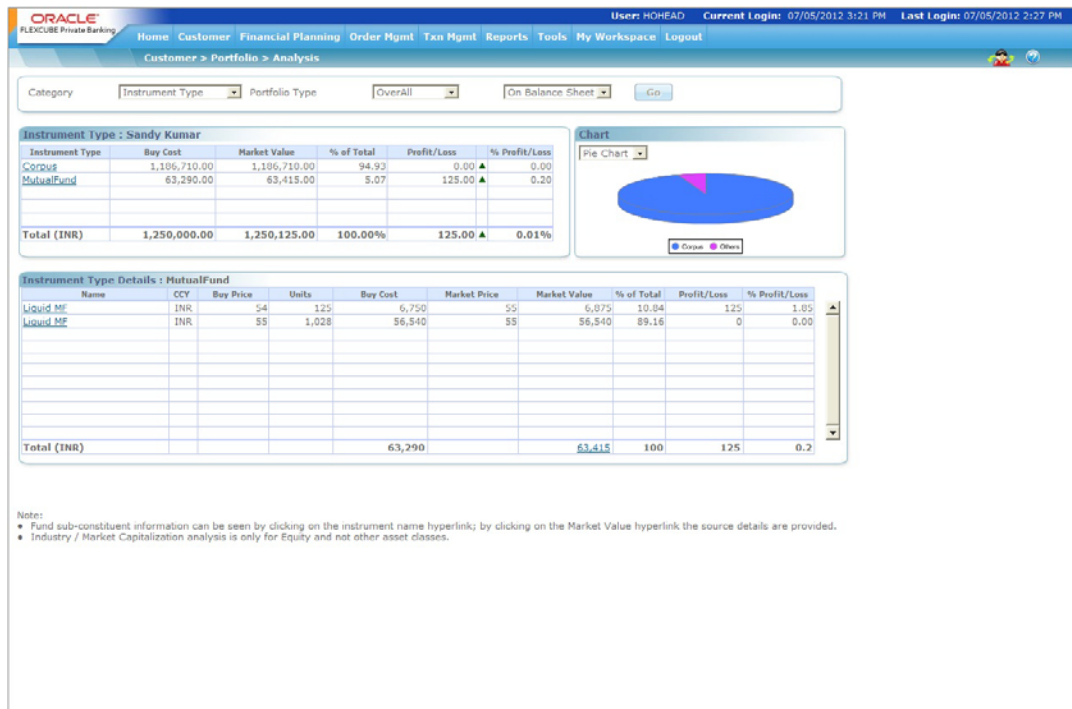 ORACLE
FLEXCUBE Private Banking
User: HOHEAD Current Login: 07/05/2012 3:21 PM Last Login: 07/05/2012 2:27 PM
Home Customer Financial Planning Order Mgmt Txn Mgmt Reports Tools My Workspace Logout
Customer > Portfolio > Analysis
Category Instrument Type Portfolio Type OverAll On Balance Sheet Go
Instrument Type : Sandy Kumar
Instrument Type Buy Cost Market Value % of Total Profit/Loss % Profit/Loss
Corpus 1,186,710.00 1,186,710.00 94.93 0.00 ▲ 0.00
MutualFund 63,290.00 63,415.00 5.07 125.00 ▲ 0.20
Total (INR) 1,250,000.00 1,250,125.00 100.00% 125.00 ▲ 0.01%
Chart
Pie Chart
Corpus Others
Instrument Type Details : MutualFund
Name CCY Buy Price Units Buy Cost Market Price Market Value % of Total Profit/Loss % Profit/Loss
Liquid MF INR 54 125 6,750 55 6,875 10.84 125 1.85
Liquid MF INR 55 1,028 56,540 55 56,540 89.16 0 0.00
Total (INR) 63,290 63,415 100 125 0.2
Note:
• Fund sub-constituent information can be seen by clicking on the instrument name hyperlink; by clicking on the Market Value hyperlink the source details are provided.
• Industry / Market Capitalization analysis is only for Equity and not other asset classes.